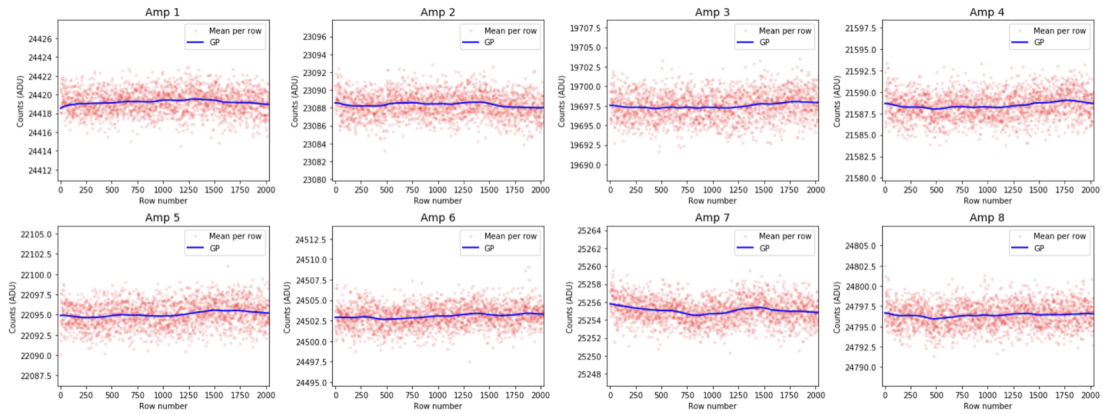 Amp 1
Counts (ADU)
24426
24424
24422
24420
24418
24416
24414
24412
Mean per row
GP
0 250 500 750 1000 1250 1500 1750 2000
Row number
Amp 2
Counts (ADU)
23096
23094
23092
23090
23088
23086
23084
23082
23080
Mean per row
GP
0 250 500 750 1000 1250 1500 1750 2000
Row number
Amp 3
Counts (ADU)
19707.5
19705.0
19702.5
19700.0
19697.5
19695.0
19692.5
19690.0
Mean per row
GP
0 250 500 750 1000 1250 1500 1750 2000
Row number
Amp 4
Counts (ADU)
21597.5
21595.0
21592.5
21590.0
21587.5
21585.0
21582.5
21580.0
Mean per row
GP
0 250 500 750 1000 1250 1500 1750 2000
Row number
Amp 5
Counts (ADU)
22105.0
22102.5
22100.0
22097.5
22095.0
22092.5
22090.0
22087.5
Mean per row
GP
0 250 500 750 1000 1250 1500 1750 2000
Row number
Amp 6
Counts (ADU)
24512.5
24510.0
24507.5
24505.0
24502.5
24500.0
24497.5
24495.0
Mean per row
GP
0 250 500 750 1000 1250 1500 1750 2000
Row number
Amp 7
Counts (ADU)
25264
25262
25260
25258
25256
25254
25252
25250
25248
Mean per row
GP
0 250 500 750 1000 1250 1500 1750 2000
Row number
Amp 8
Counts (ADU)
24805.0
24802.5
24800.0
24797.5
24795.0
24792.5
24790.0
Mean per row
GP
0 250 500 750 1000 1250 1500 1750 2000
Row number